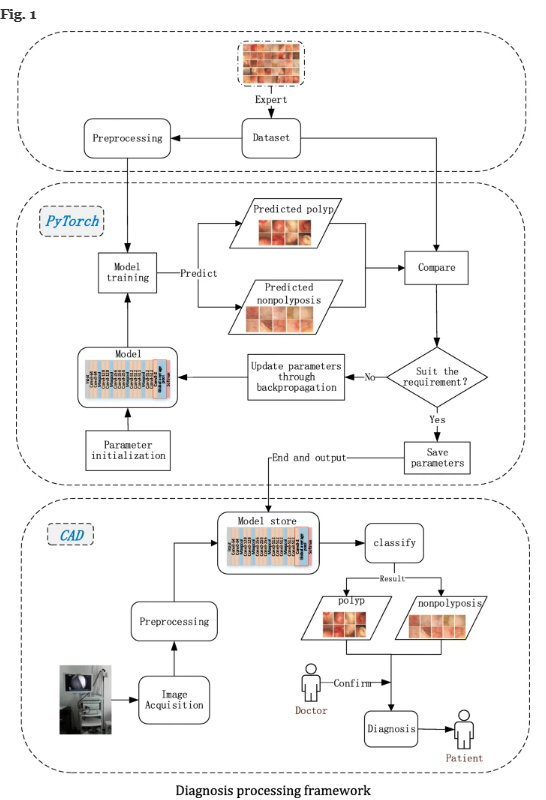 Fig. 1
Expert
Preprocessing
Dataset
PyTorch
Predicted polyp
Model
training
Predict
Compare
Predicted
nonpolyposis
Model
Update parameters
through
backpropagation
No
Suit the
requirement?
Yes
Parameter
initialization
End and output
Save
parameters
CAD
Model store
classify
Result
polyp
nonpolyposis
Preprocessing
Image
Acquisition
Confirm
Doctor
Diagnosis
Patient
Diagnosis processing framework